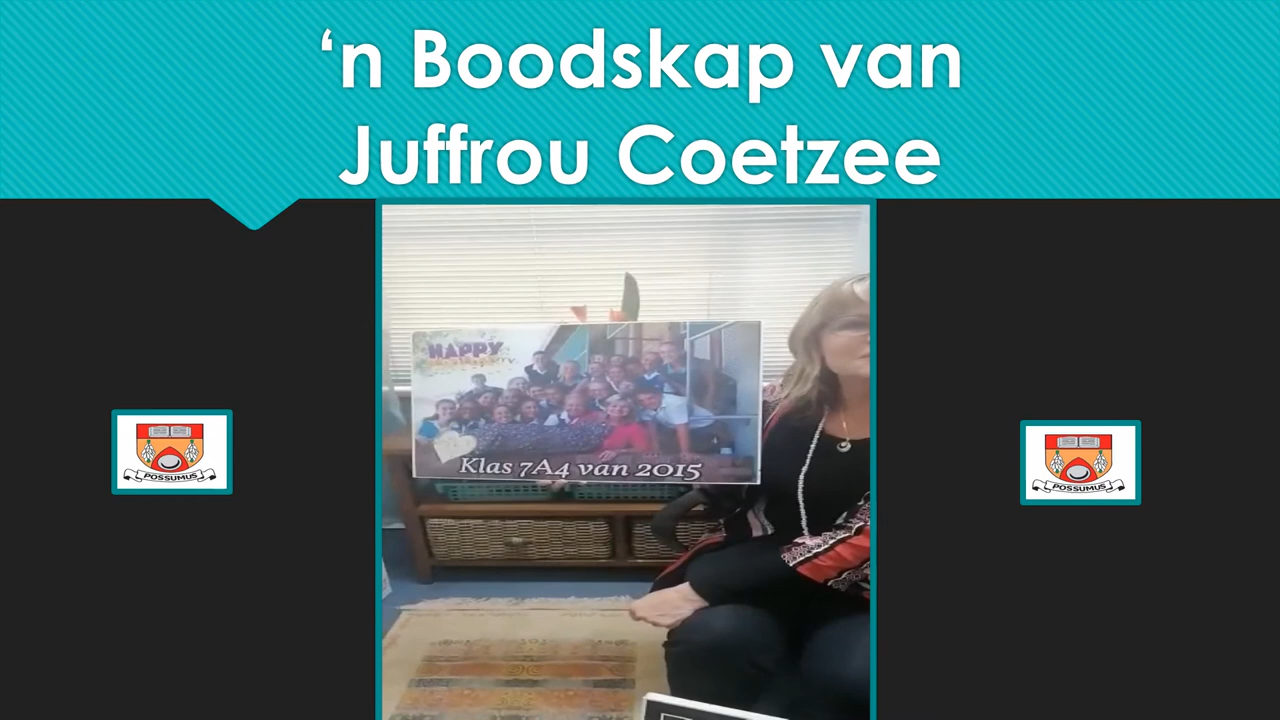 ‘n Boodskap van
Juffrou Coetzee
HAPPY
Klas 7A4 van 2015
POSSUMUS
POSSUMUS